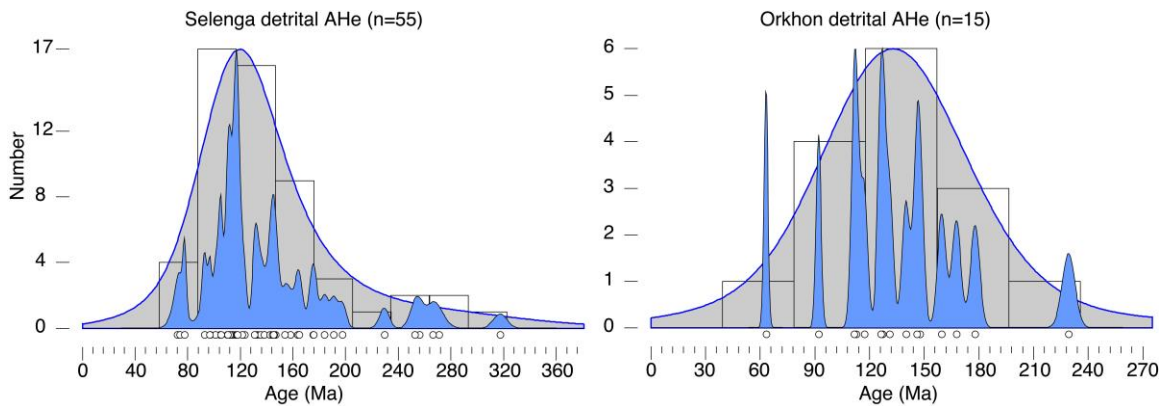 Selenga detrital AHe (n=55)
17
12
8
4
0
Number
0 40 80 120 160 200 240 280 320 360
Age (Ma)
Orkhon detrital AHe (n=15)
6
5
4
3
2
1
0
0 30 60 90 120 150 180 210 240 270
Age (Ma)